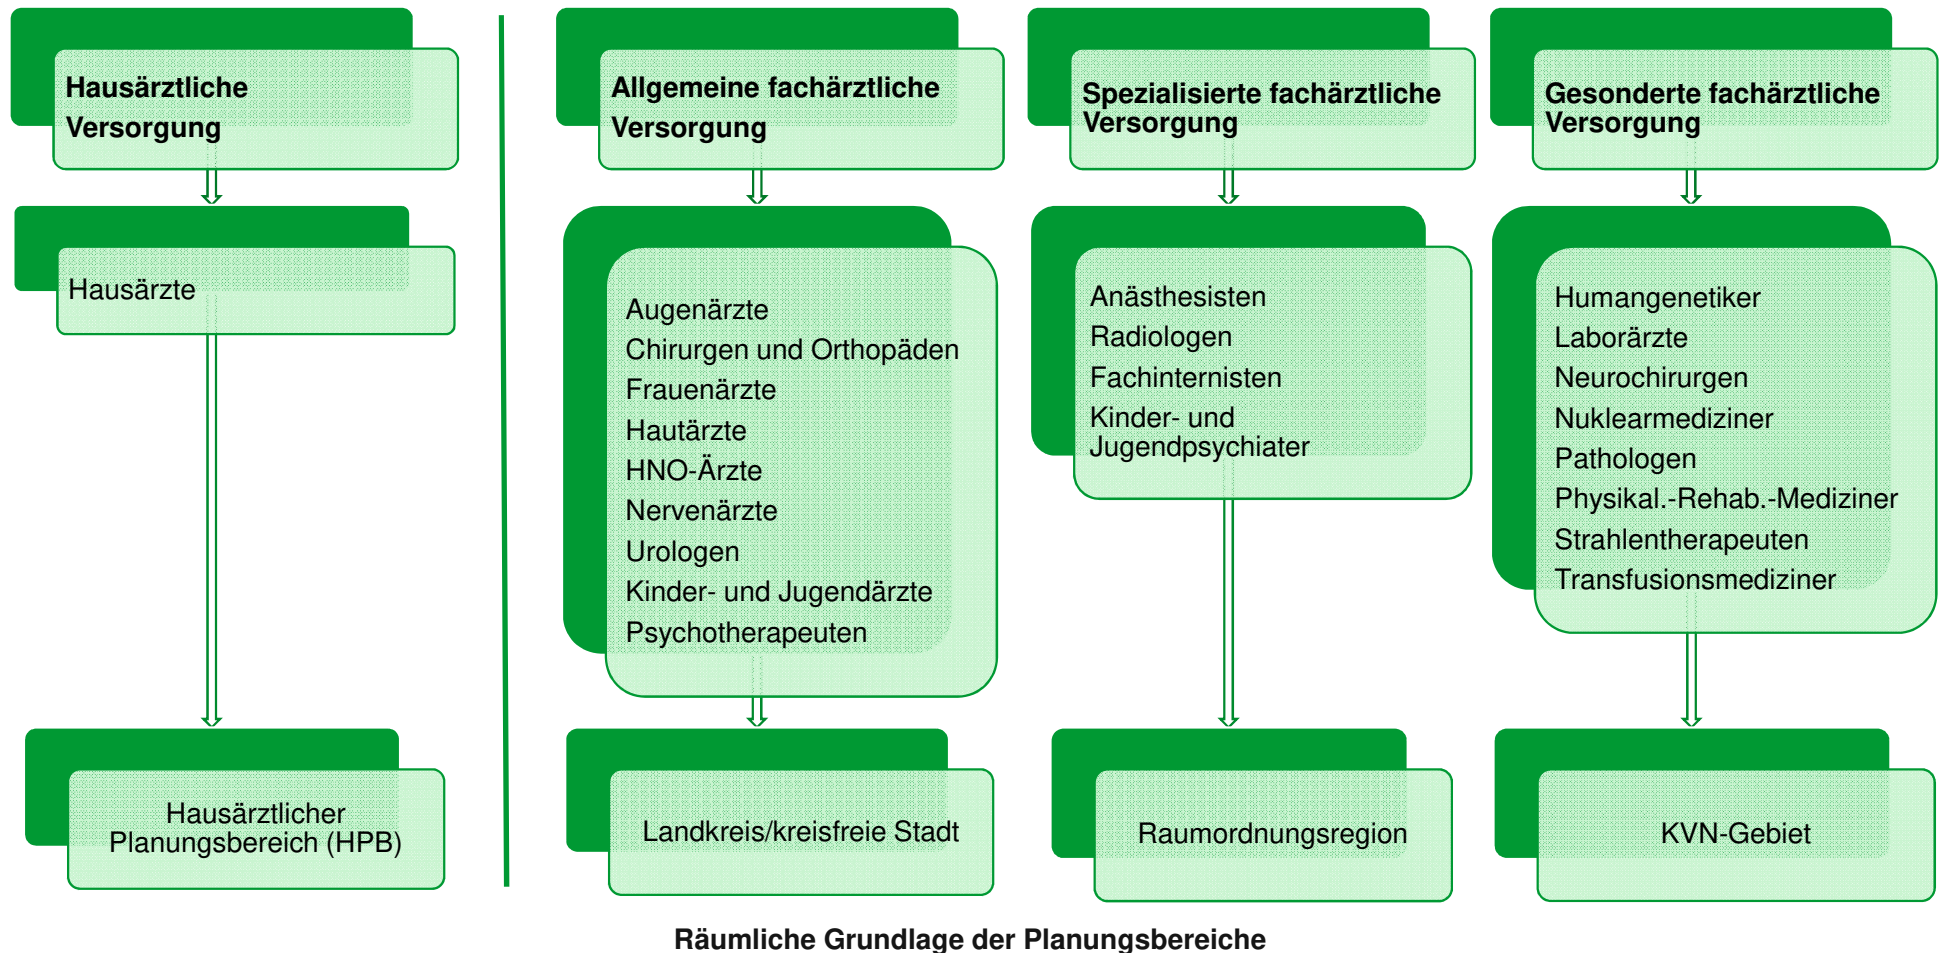 Hausärztliche
Versorgung
Allgemeine fachärztliche
Versorgung
Spezialisierte fachärztliche
Versorgung
Gesonderte fachärztliche
Versorgung
Hausärzte
Augenärzte
Chirurgen und Orthopäden
Frauenärzte
Hautärzte
HNO-Ärzte
Nervenärzte
Urologen
Kinder- und Jugendärzte
Psychotherapeuten
Anästhesisten
Radiologen
Fachinternisten
Kinder- und
Jugendpsychiater
Humangenetiker
Laborärzte
Neurochirurgen
Nuklearmediziner
Pathologen
Physikal.-Rehab.-Mediziner
Strahlentherapeuten
Transfusionsmediziner
Hausärztlicher
Planungsbereich (HPB)
Landkreis/kreisfreie Stadt
Raumordnungsregion
KVN-Gebiet
Räumliche Grundlage der Planungsbereiche